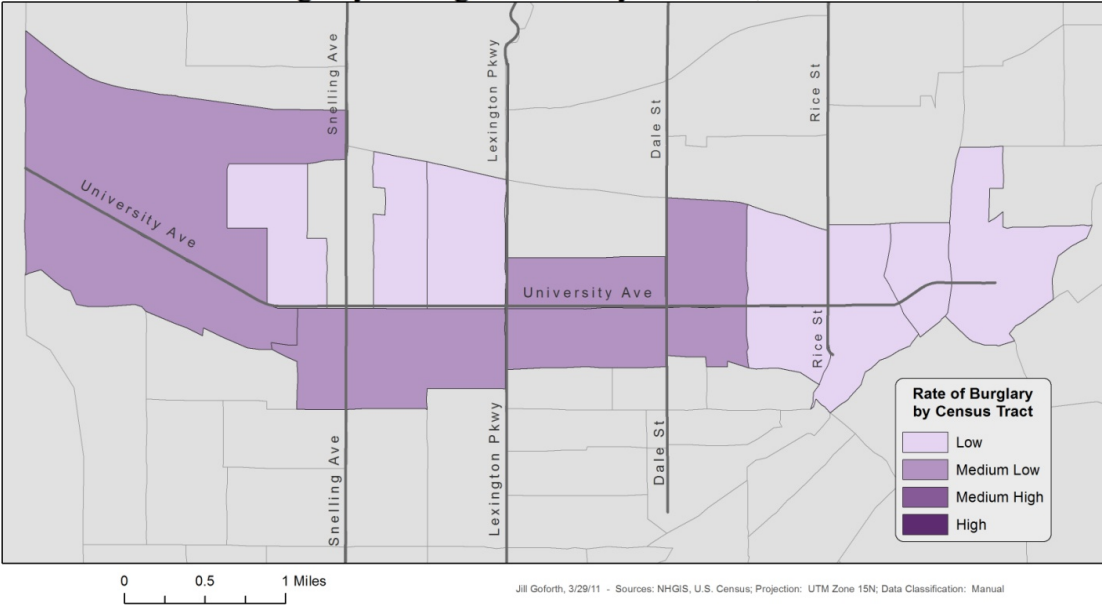 Snelling Ave
Lexington Pkwy
Dale St
Rice St
University Ave
University Ave
Rice St
Snelling Ave
Lexington Pkwy
Dale St
Rate of Burglary
by Census Tract
Low
Medium Low
Medium High
High
0 0.5 1 Miles
Jill Goforth, 3/29/11 - Sources: NHGIS, U.S. Census; Projection: UTM Zone 15N; Data Classification: Manual